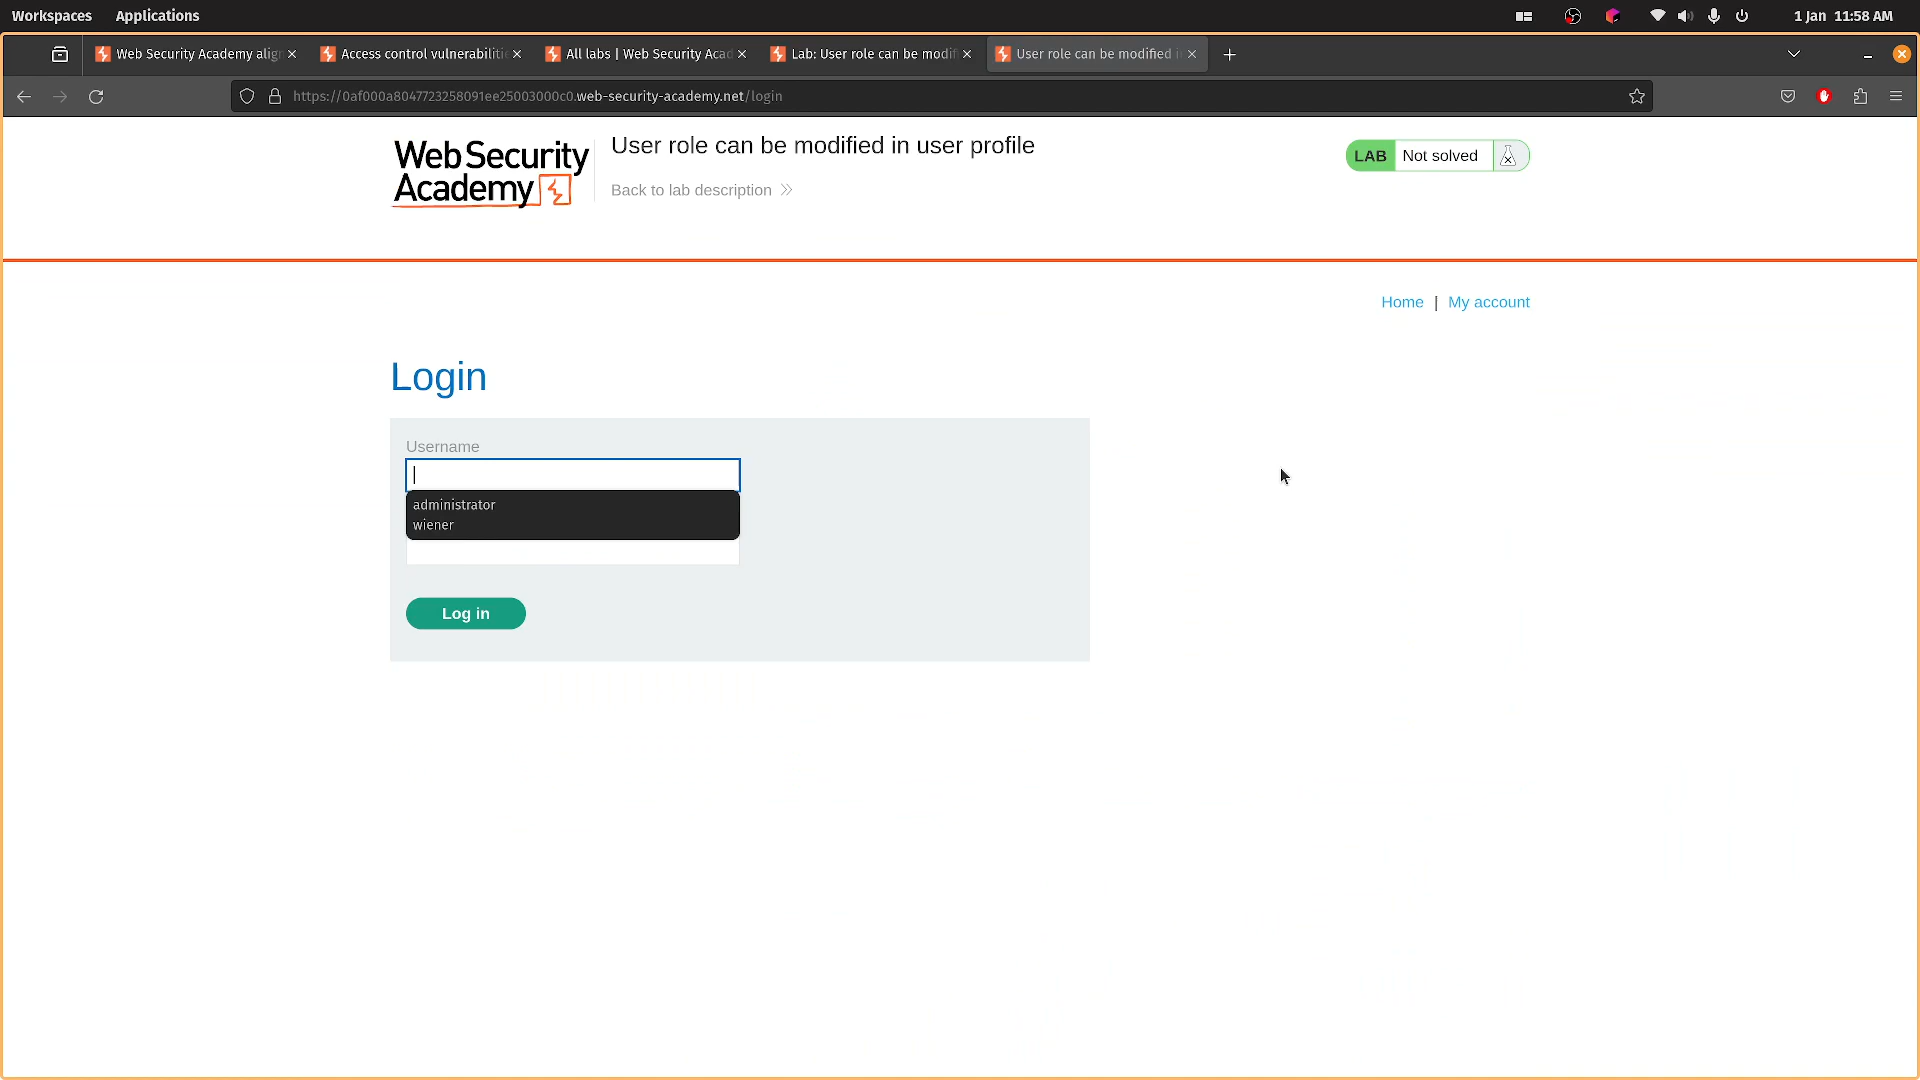 Workspaces Applications 1 Jan 11:58 AM
Web Security Academy alig
Access control vulnerabiliti
All labs | Web Security Acad
Lab: User role can be modif
User role can be modified i
https://0af000a8047723258091ee25003000c0.web-security-academy.net/login
Web Security
Academy
User role can be modified in user profile
Back to lab description
LAB Not solved
Home | My account
Login
Username
administrator
wiener
Log in